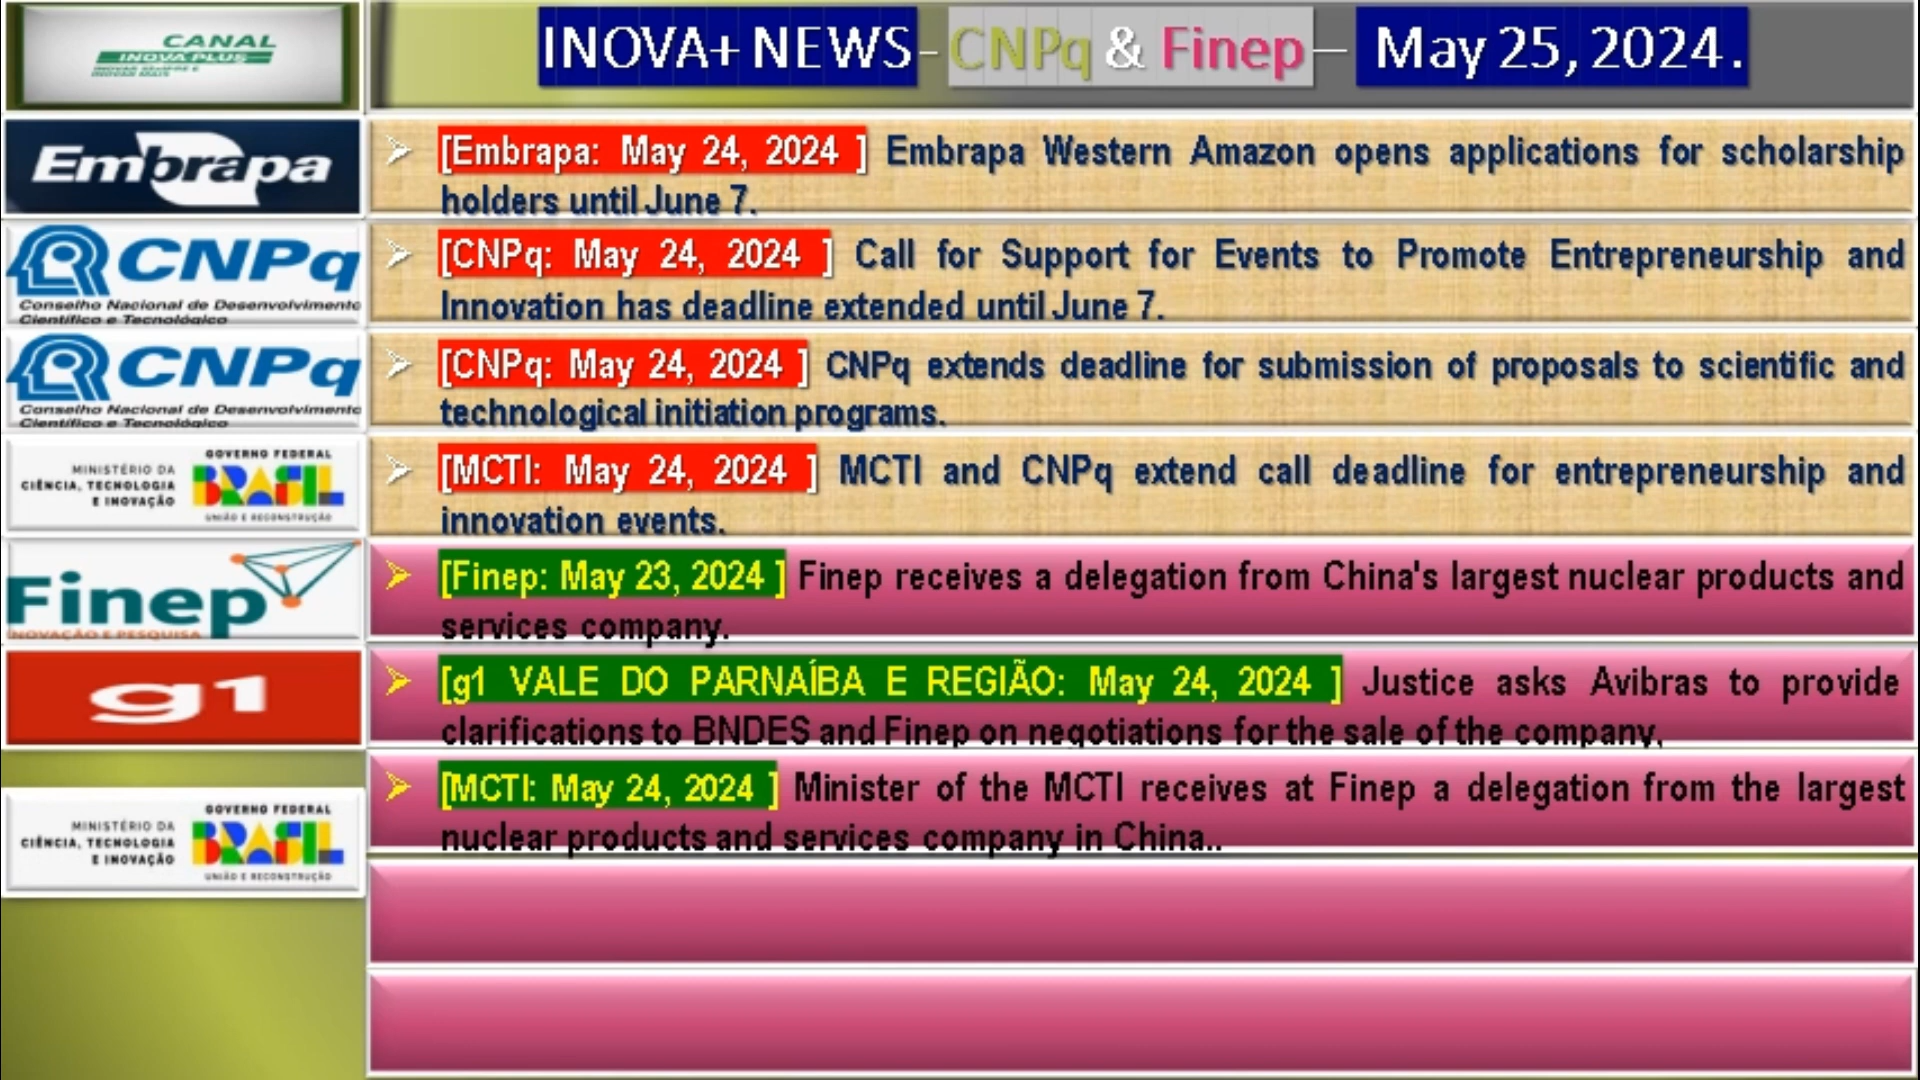 CANAL
INOVA PLUS
INOVA+ NEWS – CNPq & Finep – May 25, 2024.
Embrapa
[Embrapa: May 24, 2024 ] Embrapa Western Amazon opens applications for scholarship
holders until June 7.
CNPq
Conselho Nacional de Desenvolvimento
Científico e Tecnológico
[CNPq: May 24, 2024 ] Call for Support for Events to Promote Entrepreneurship and
Innovation has deadline extended until June 7.
CNPq
Conselho Nacional de Desenvolvimento
Científico e Tecnológico
[CNPq: May 24, 2024 ] CNPq extends deadline for submission of proposals to scientific and
technological initiation programs.
MINISTÉRIO DA
CIÊNCIA, TECNOLOGIA
E INOVAÇÃO
GOVERNO FEDERAL
BRASIL
UNIÃO E RECONSTRUÇÃO
[MCTI: May 24, 2024 ] MCTI and CNPq extend call deadline for entrepreneurship and
innovation events.
Finep
INOVAÇÃO E PESQUISA
[Finep: May 23, 2024 ] Finep receives a delegation from China's largest nuclear products and
services company.
g1
[g1 VALE DO PARNAÍBA E REGIÃO: May 24, 2024 ] Justice asks Avibras to provide
clarifications to BNDES and Finep on negotiations for the sale of the company,
MINISTÉRIO DA
CIÊNCIA, TECNOLOGIA
E INOVAÇÃO
GOVERNO FEDERAL
BRASIL
UNIÃO E RECONSTRUÇÃO
[MCTI: May 24, 2024 ] Minister of the MCTI receives at Finep a delegation from the largest
nuclear products and services company in China..